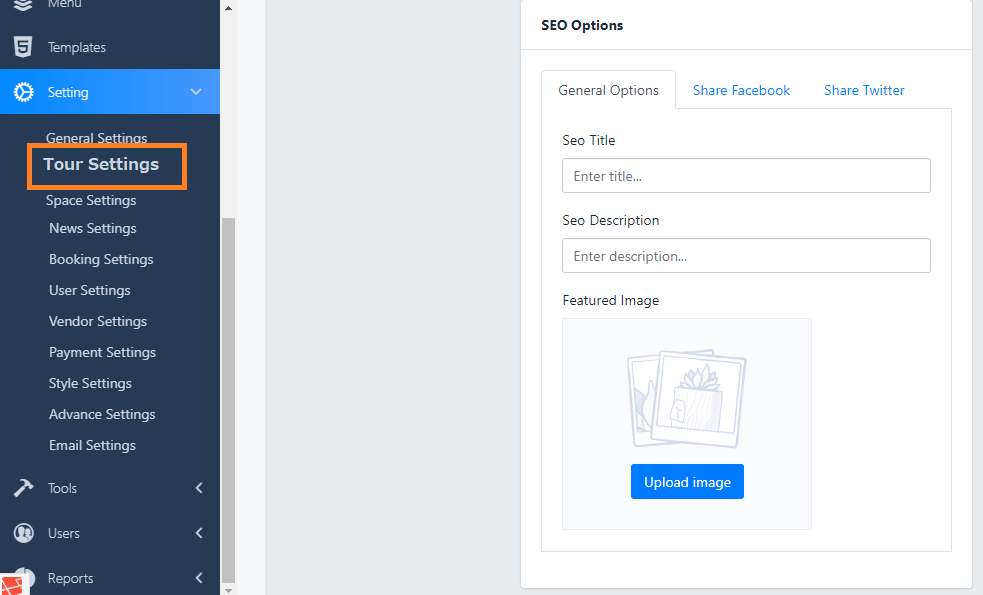 Menu
Templates
Setting
General Settings
Tour Settings
Space Settings
News Settings
Booking Settings
User Settings
Vendor Settings
Payment Settings
Style Settings
Advance Settings
Email Settings
Tools
Users
Reports
SEO Options
General Options
Share Facebook
Share Twitter
Seo Title
Enter title...
Seo Description
Enter description...
Featured Image
Upload image